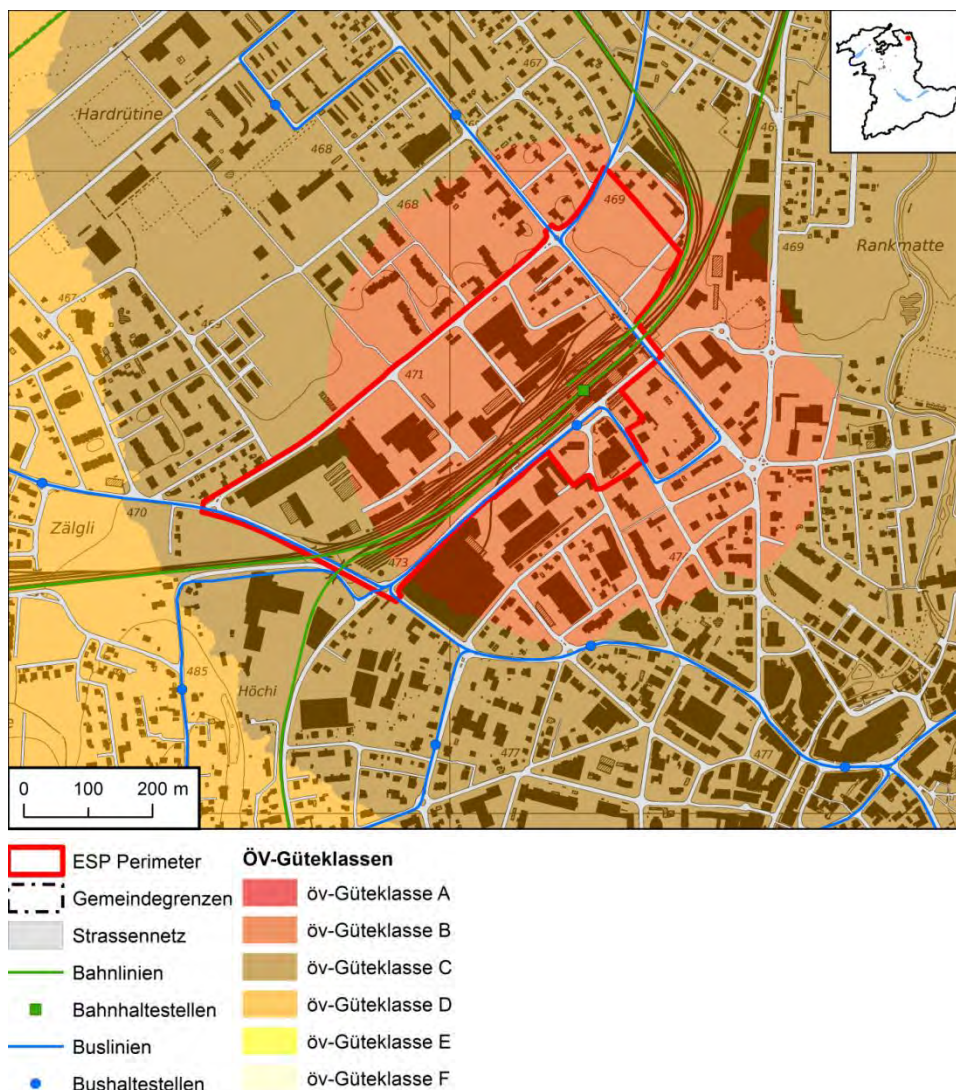 467
Hardrütine
468
468
469
469
Rankmatte
467
469
471
470
Zälgli
473
485
Höchi
477
477
0 100 200 m
ESP Perimeter
Gemeindegrenzen
Strassennetz
Bahnlinien
Bahnhaltestellen
Buslinien
Bushaltestellen
ÖV-Güteklassen
öv-Güteklasse A
öv-Güteklasse B
öv-Güteklasse C
öv-Güteklasse D
öv-Güteklasse E
öv-Güteklasse F